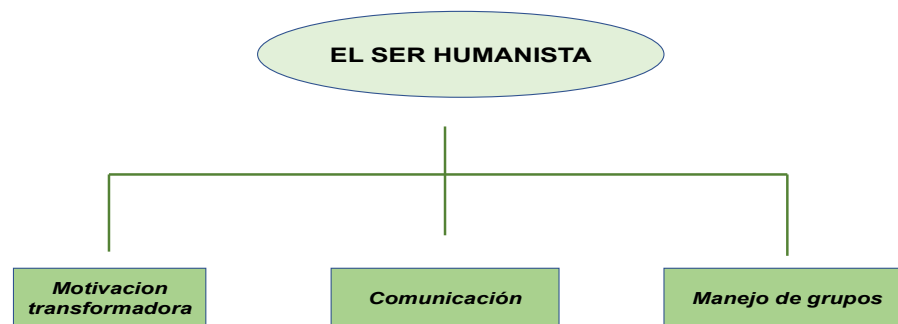 EL SER HUMANISTA
Motivacion
transformadora
Comunicación
Manejo de grupos